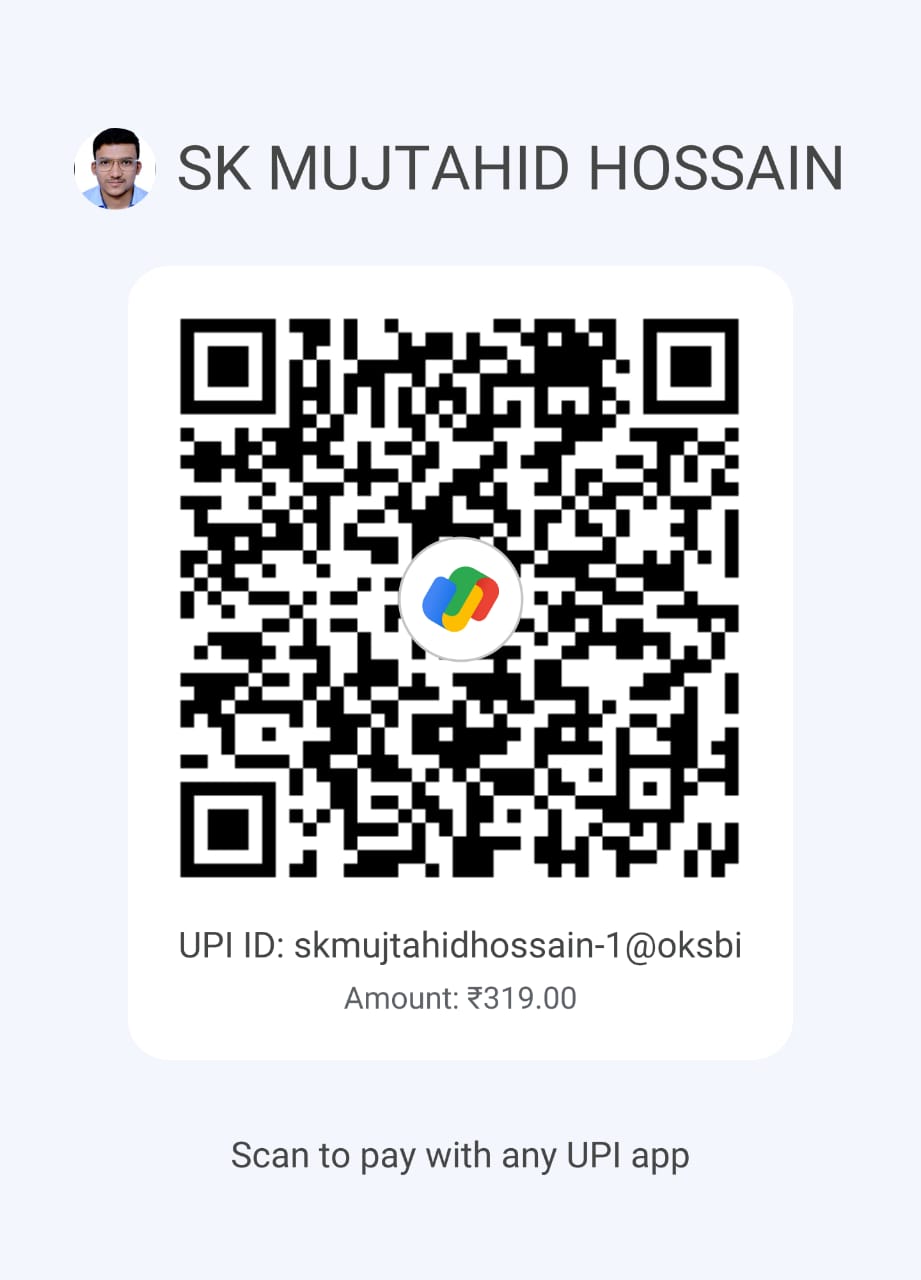 SK MUJTAHID HOSSAIN
UPI ID: skmujtahidhossain-1@oksbi
Amount: ₹319.00
Scan to pay with any UPI app